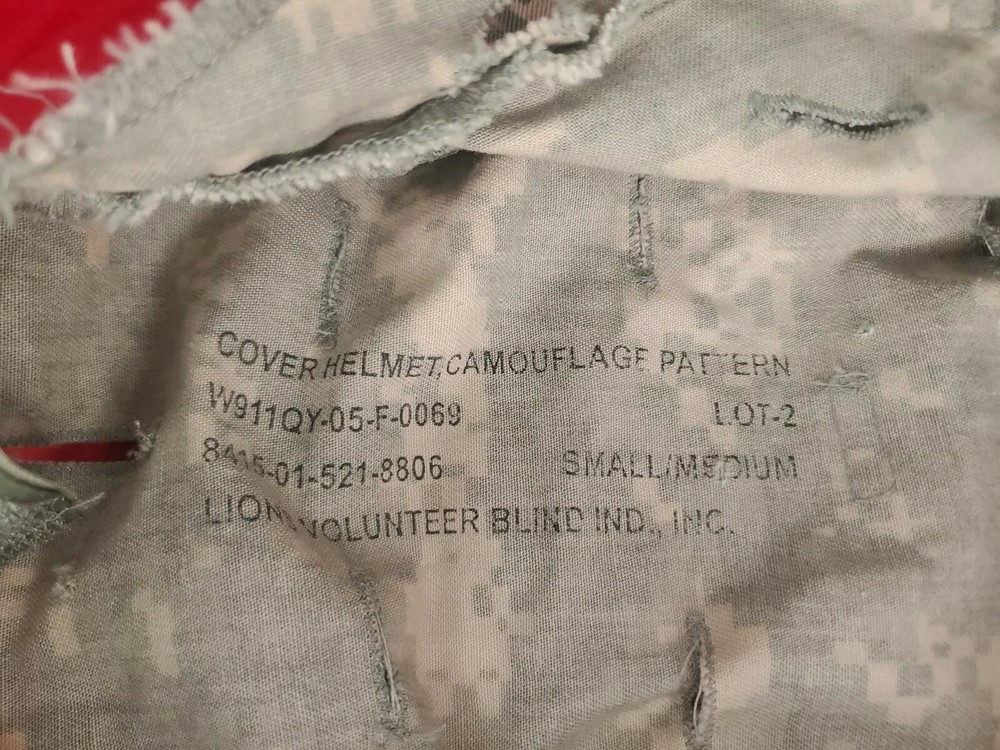 COVER HELMET,CAMOUFLAGE PATTERN
W911QY-05-F-0069 LOT-2
8415-01-521-8806 SMALL/MEDIUM
LIONS VOLUNTEER BLIND IND., INC.